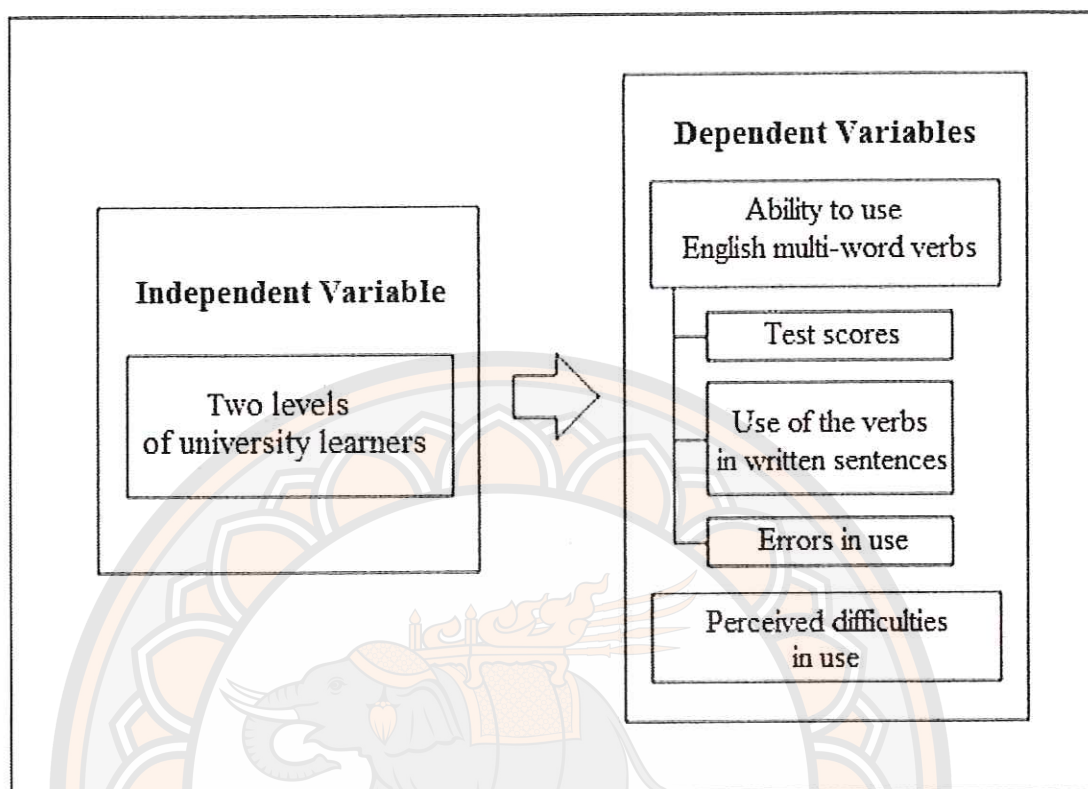 Independent Variable
Two levels
of university learners
Dependent Variables
Ability to use
English multi-word verbs
Test scores
Use of the verbs
in written sentences
Errors in use
Perceived difficulties
in use